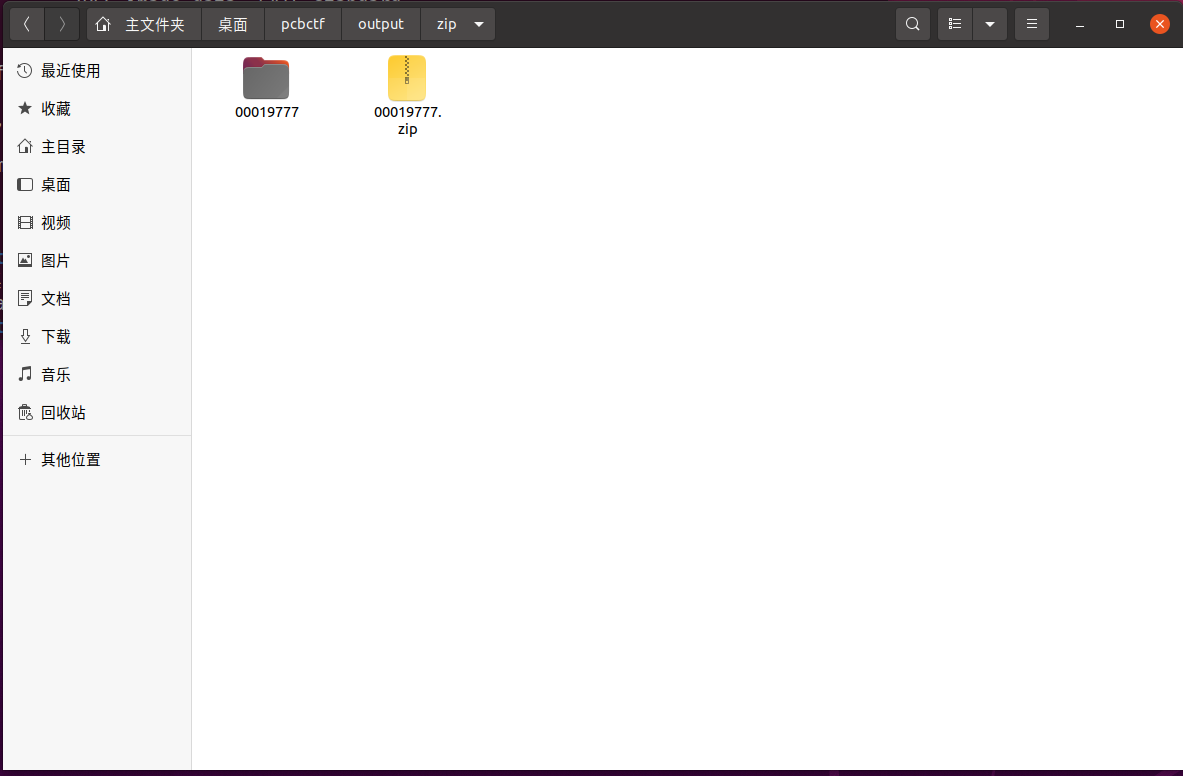 主文件夹 桌面 pcbctf output zip
最近使用
收藏
主目录
桌面
视频
图片
文档
下载
音乐
回收站
其他位置
00019777
00019777.
zip